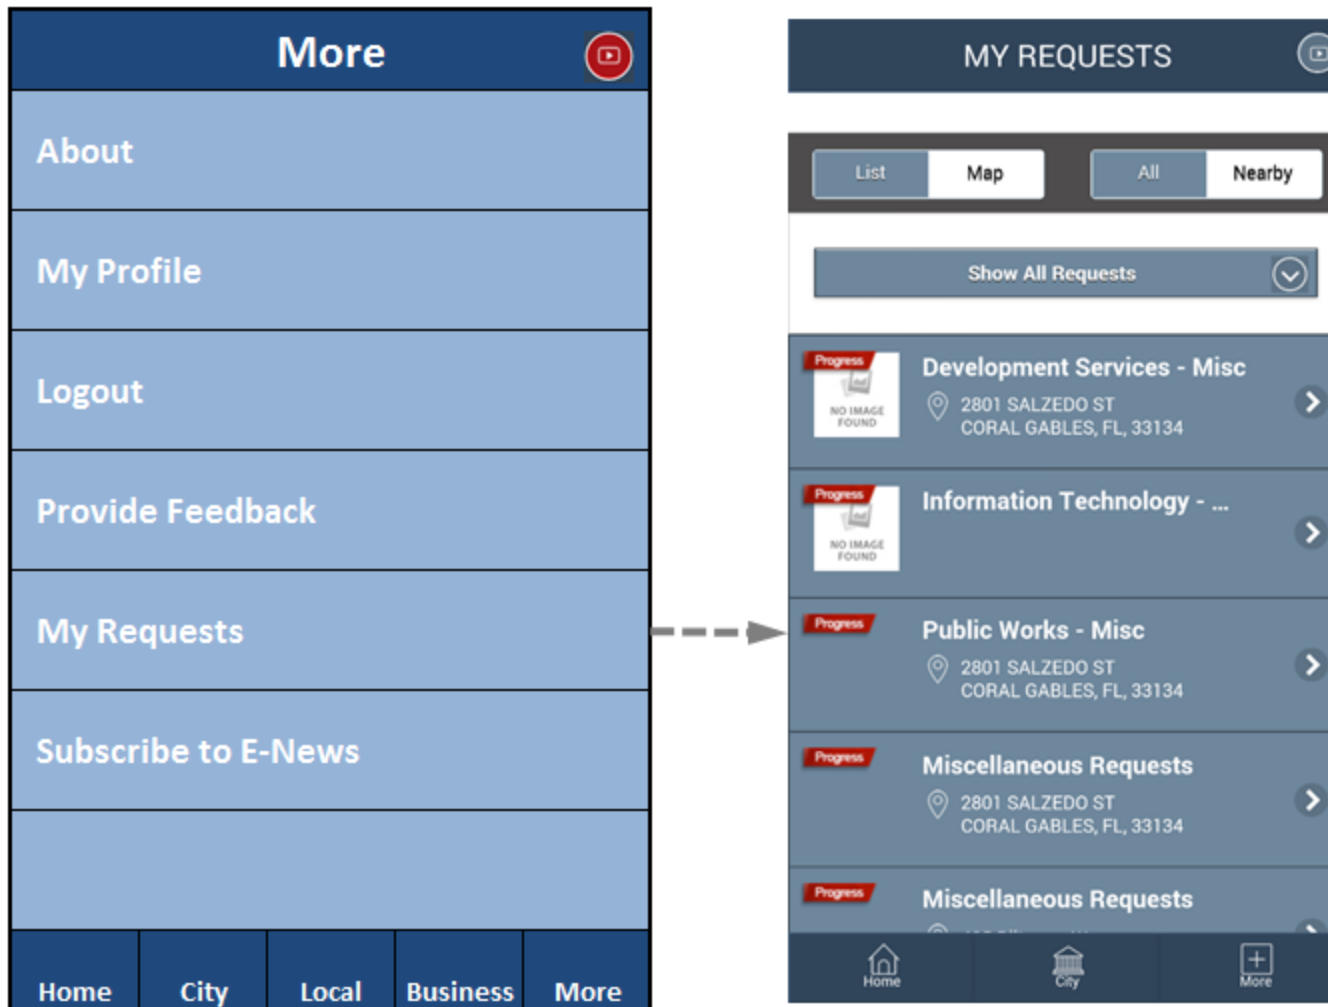 More
About
My Profile
Logout
Provide Feedback
My Requests
Subscribe to E-News
Home City Local Business More
MY REQUESTS
List Map All Nearby
Show All Requests
Progress
NO IMAGE
FOUND
Development Services - Misc
2801 SALZEDO ST
CORAL GABLES, FL, 33134
Progress
NO IMAGE
FOUND
Information Technology - ...
Progress
Public Works - Misc
2801 SALZEDO ST
CORAL GABLES, FL, 33134
Progress
Miscellaneous Requests
2801 SALZEDO ST
CORAL GABLES, FL, 33134
Progress
Miscellaneous Requests
Home City More